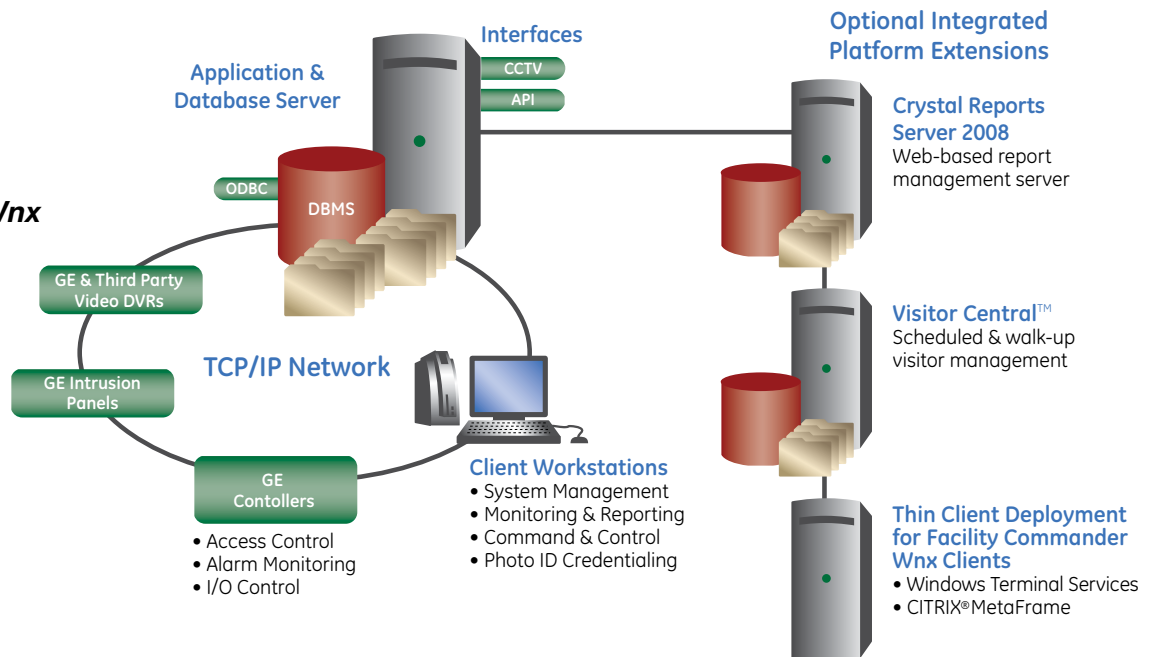 Interfaces
CCTV
API
Application &
Database Server
ODBC
DBMS
Wnx
GE & Third Party
Video DVRs
TCP/IP Network
GE Intrusion
Panels
GE
Contollers
• Access Control
• Alarm Monitoring
• I/O Control
Client Workstations
• System Management
• Monitoring & Reporting
• Command & Control
• Photo ID Credentialing
Optional Integrated
Platform Extensions
Crystal Reports
Server 2008
Web-based report
management server
Visitor Central™
Scheduled & walk-up
visitor management
Thin Client Deployment
for Facility Commander
Wnx Clients
• Windows Terminal Services
• CITRIX® MetaFrame